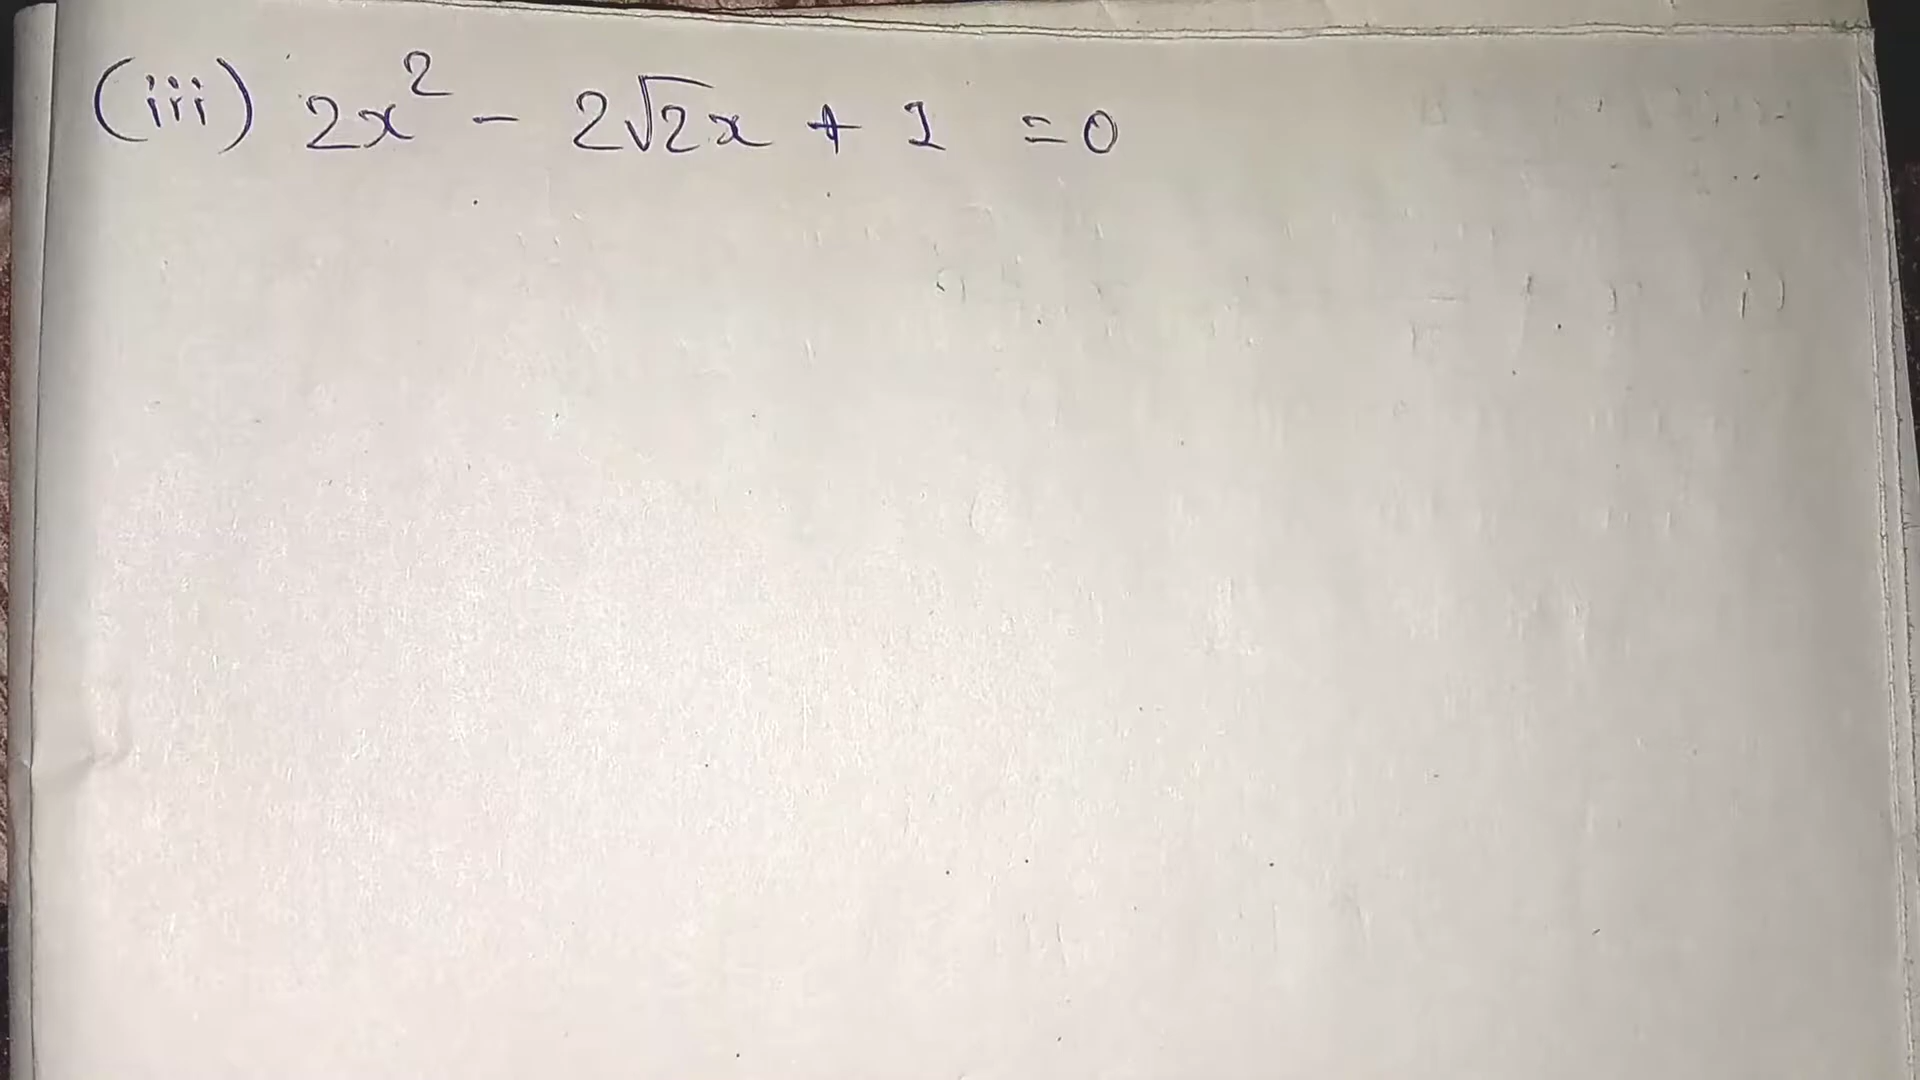 (iii) 2x² - 2√2x + 1 = 0